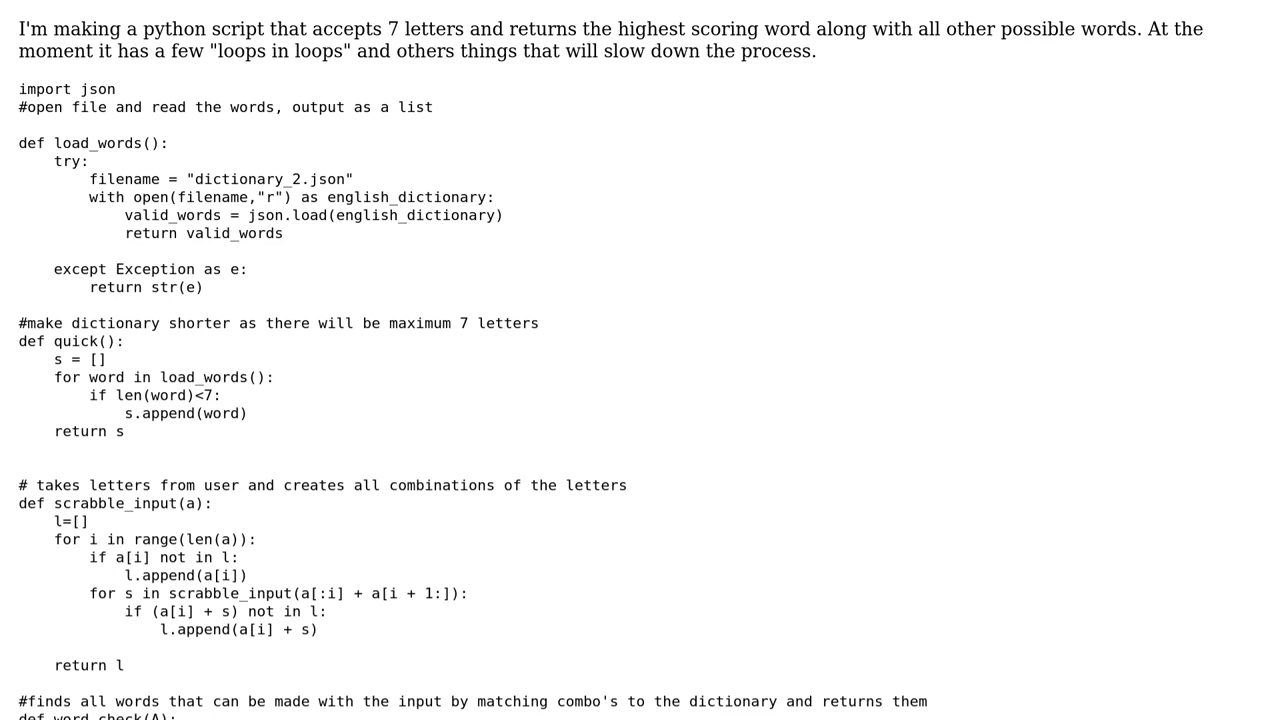 I'm making a python script that accepts 7 letters and returns the highest scoring word along with all other possible words. At the
moment it has a few "loops in loops" and others things that will slow down the process.
import json
#open file and read the words, output as a list
def load_words():
    try:
        filename = "dictionary_2.json"
        with open(filename,"r") as english_dictionary:
            valid_words = json.load(english_dictionary)
            return valid_words
    except Exception as e:
        return str(e)
#make dictionary shorter as there will be maximum 7 letters
def quick():
    s = []
    for word in load_words():
        if len(word)<7:
            s.append(word)
    return s
# takes letters from user and creates all combinations of the letters
def scrabble_input(a):
    l=[]
    for i in range(len(a)):
        if a[i] not in l:
            l.append(a[i])
        for s in scrabble_input(a[:i] + a[i + 1:]):
            if (a[i] + s) not in l:
                l.append(a[i] + s)
    return l
#finds all words that can be made with the input by matching combo's to the dictionary and returns them
def word_check(A):